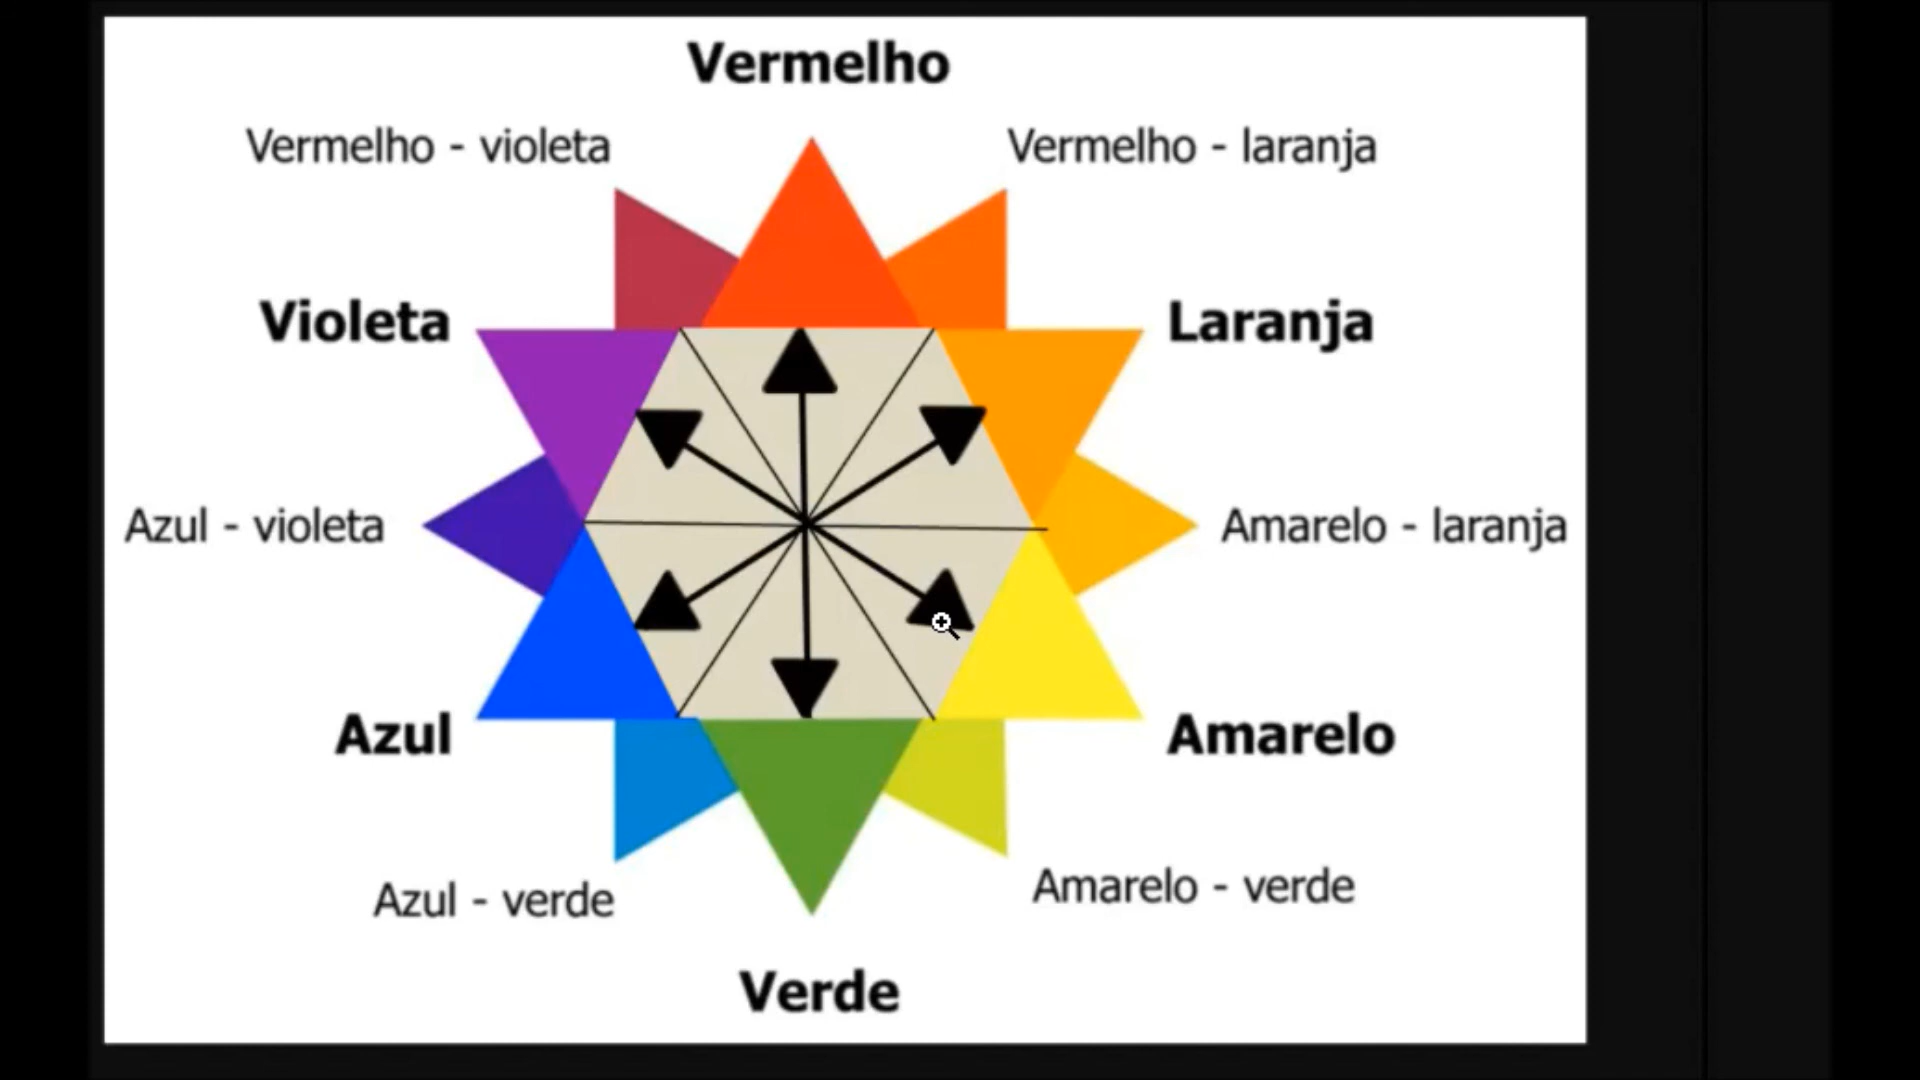 Vermelho
Vermelho - violeta
Vermelho - laranja
Violeta
Laranja
Azul - violeta
Amarelo - laranja
Azul
Amarelo
Azul - verde
Amarelo - verde
Verde